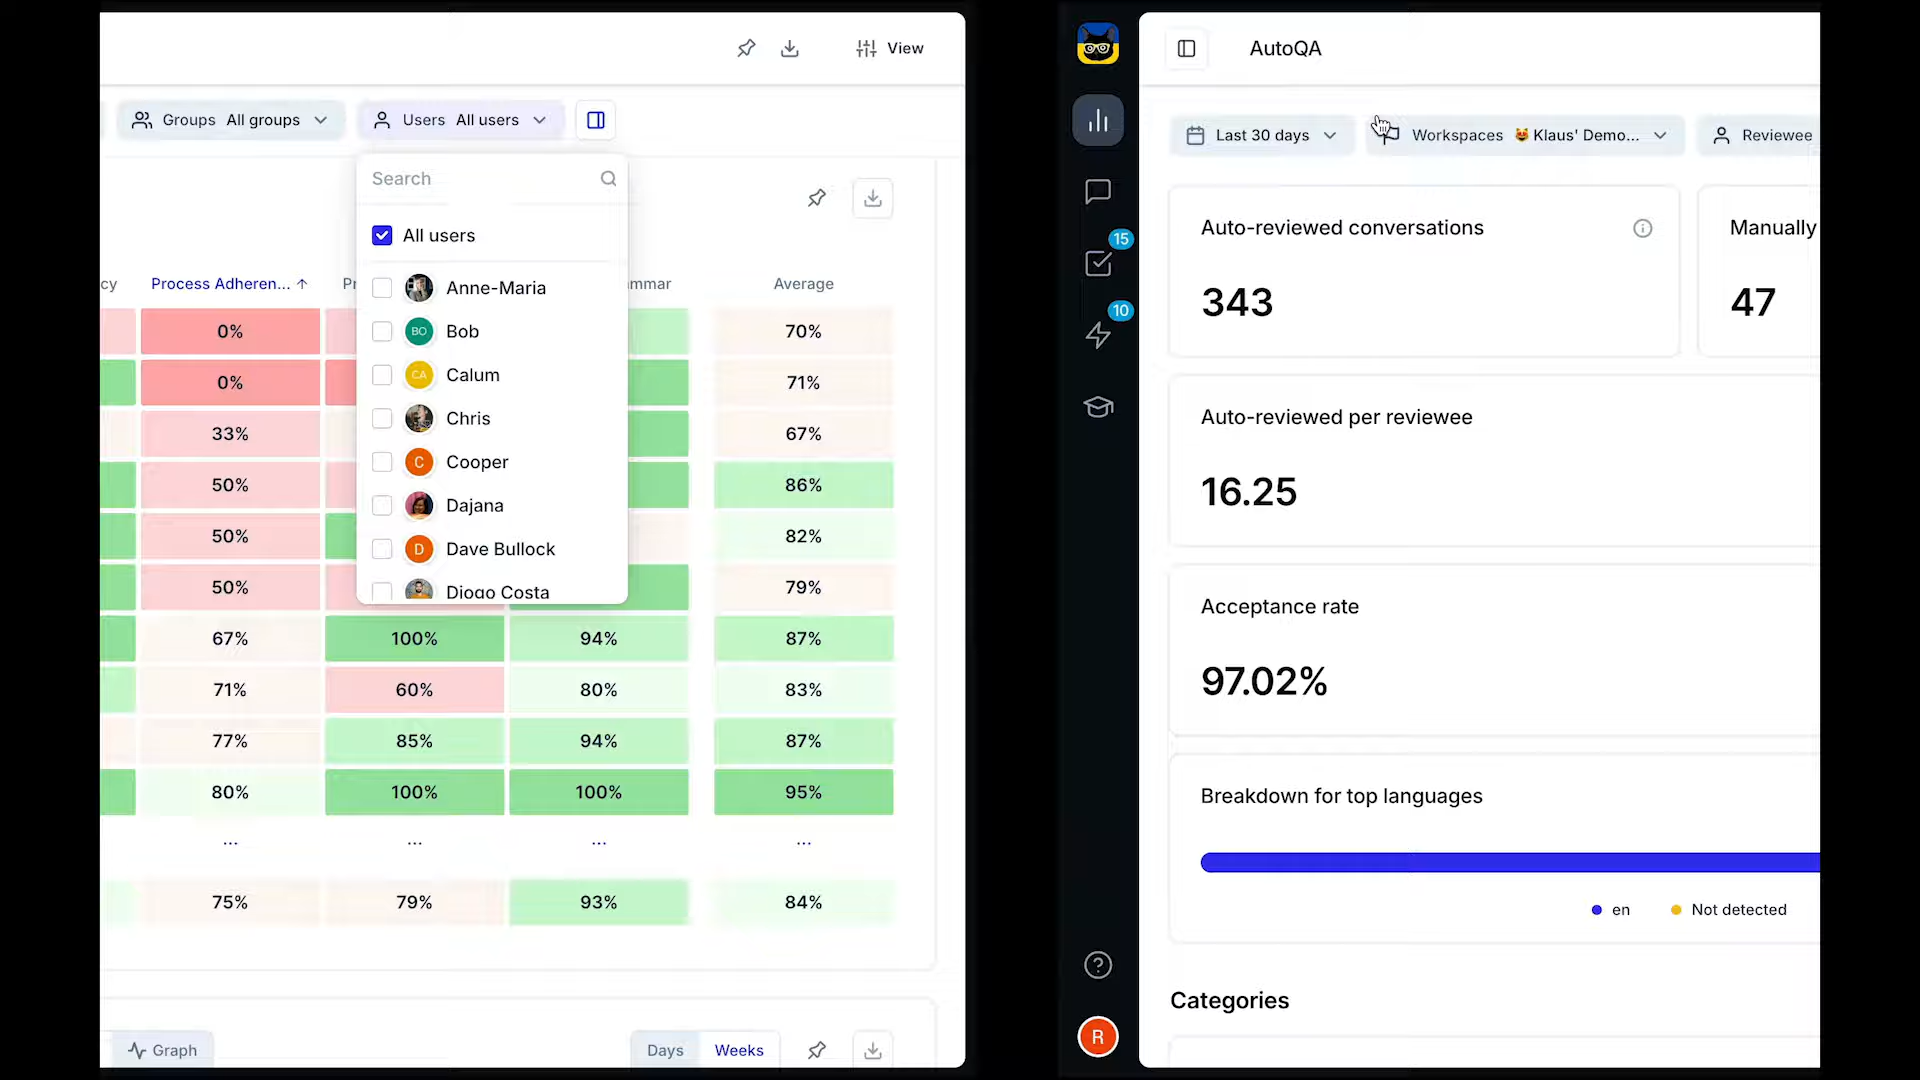 View
Groups All groups
Users All users
Search
All users
cy Process Adheren... Pr mmar Average
Anne-Maria
BO Bob
CA Calum
Chris
C Cooper
Dajana
D Dave Bullock
Diogo Costa
0% 70%
0% 71%
33% 67%
50% 86%
50% 82%
50% 79%
67% 100% 94% 87%
71% 60% 80% 83%
77% 85% 94% 87%
80% 100% 100% 95%
... ... ... ...
75% 79% 93% 84%
Graph Days Weeks
15
10
R
AutoQA
Last 30 days Workspaces Klaus' Demo... Reviewee
Auto-reviewed conversations
343
Manually
47
Auto-reviewed per reviewee
16.25
Acceptance rate
97.02%
Breakdown for top languages
en Not detected
Categories